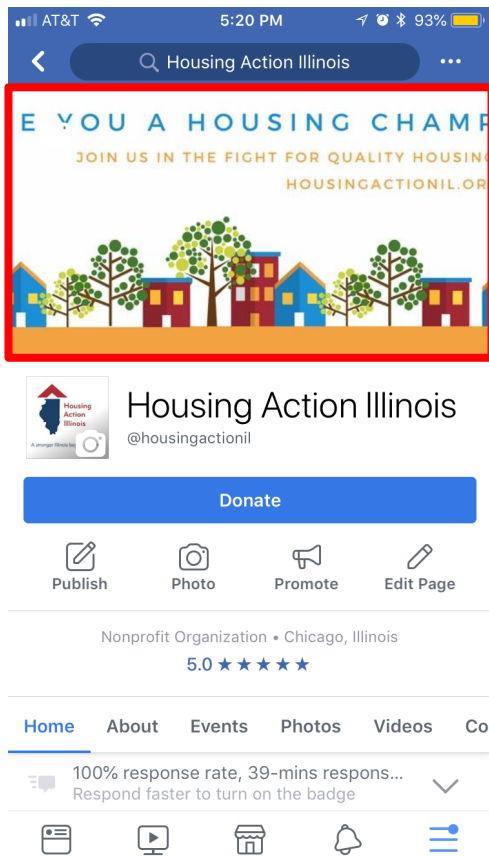 AT&T 5:20 PM 93%
Housing Action Illinois
E YOU A HOUSING CHAMP
JOIN US IN THE FIGHT FOR QUALITY HOUSING
HOUSINGACTIONIL.OR
Housing
Action
Illinois
A stronger Illinois beg
Housing Action Illinois
@housingactionil
Donate
Publish Photo Promote Edit Page
Nonprofit Organization • Chicago, Illinois
5.0 ★ ★ ★ ★ ★
Home About Events Photos Videos Co
100% response rate, 39-mins respons...
Respond faster to turn on the badge